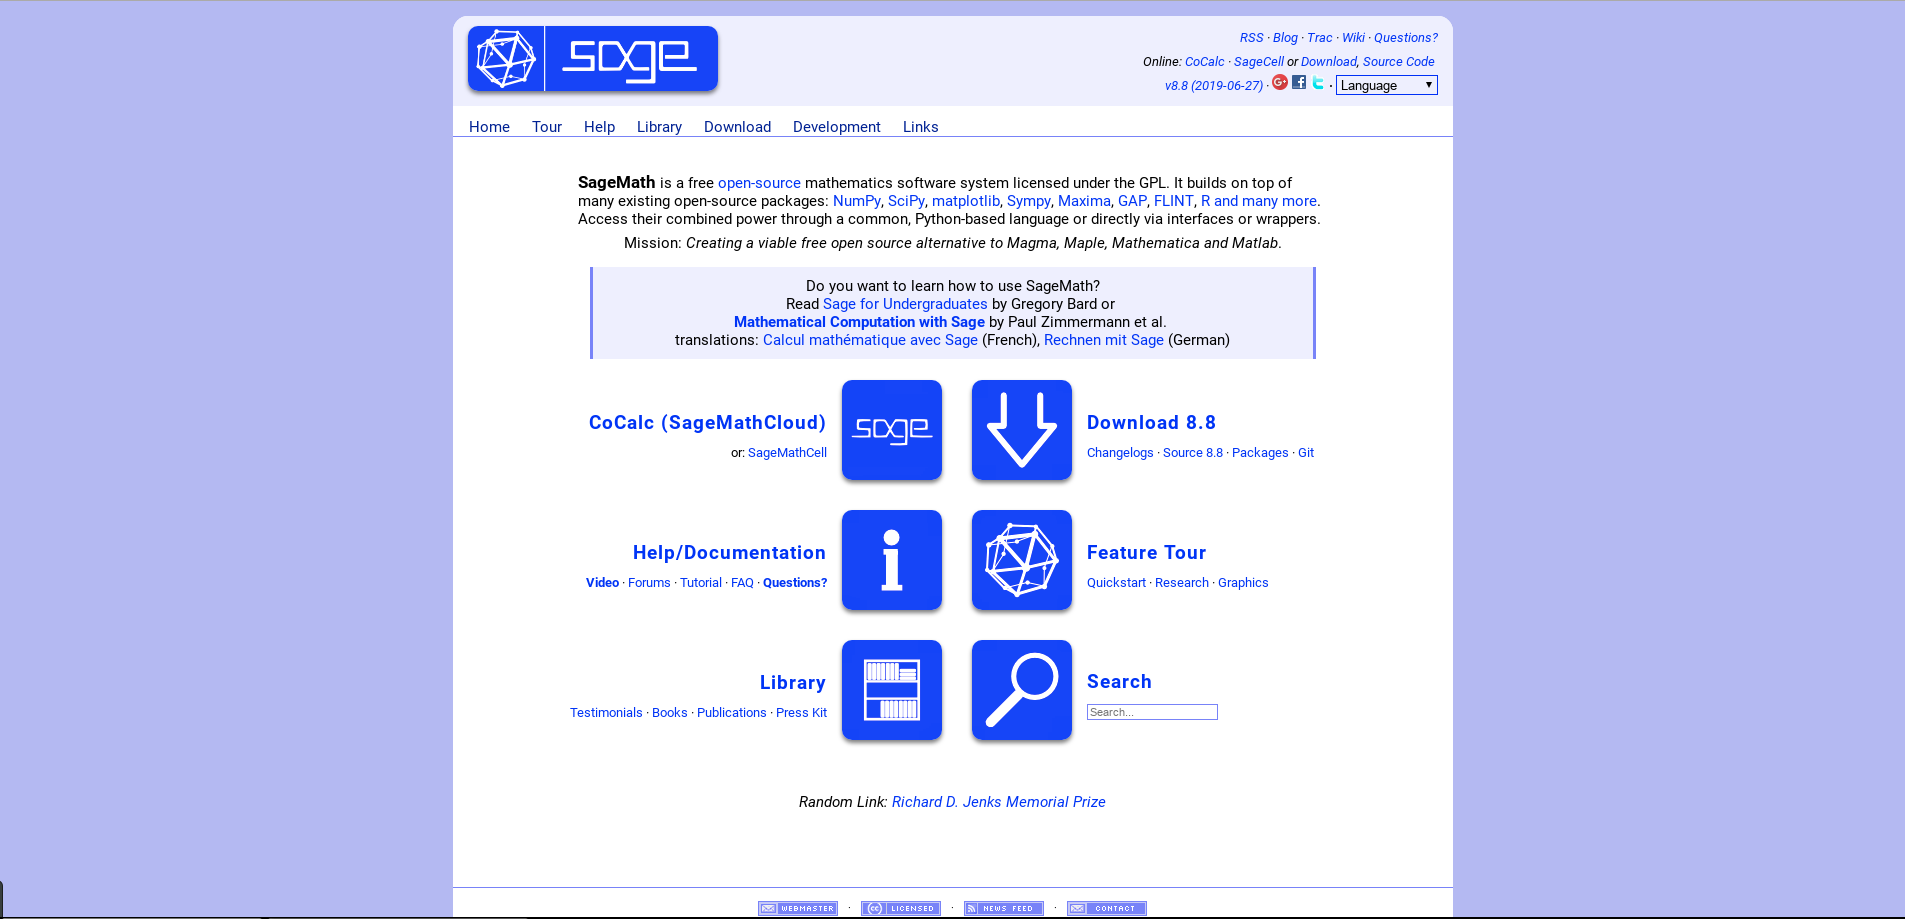 sage
RSS · Blog · Trac · Wiki · Questions?
Online: CoCalc · SageCell or Download, Source Code
v8.8 (2019-06-27) · · Language
Home Tour Help Library Download Development Links
SageMath is a free open-source mathematics software system licensed under the GPL. It builds on top of
many existing open-source packages: NumPy, SciPy, matplotlib, Sympy, Maxima, GAP, FLINT, R and many more.
Access their combined power through a common, Python-based language or directly via interfaces or wrappers.
Mission: Creating a viable free open source alternative to Magma, Maple, Mathematica and Matlab.
Do you want to learn how to use SageMath?
Read Sage for Undergraduates by Gregory Bard or
Mathematical Computation with Sage by Paul Zimmermann et al.
translations: Calcul mathématique avec Sage (French), Rechnen mit Sage (German)
CoCalc (SageMathCloud)
or: SageMathCell
sage
Download 8.8
Changelogs · Source 8.8 · Packages · Git
Help/Documentation
Video · Forums · Tutorial · FAQ · Questions?
Feature Tour
Quickstart · Research · Graphics
Library
Testimonials · Books · Publications · Press Kit
Search
Search...
Random Link: Richard D. Jenks Memorial Prize
WEBMASTER · CC LICENSED · NEWS FEED · CONTACT